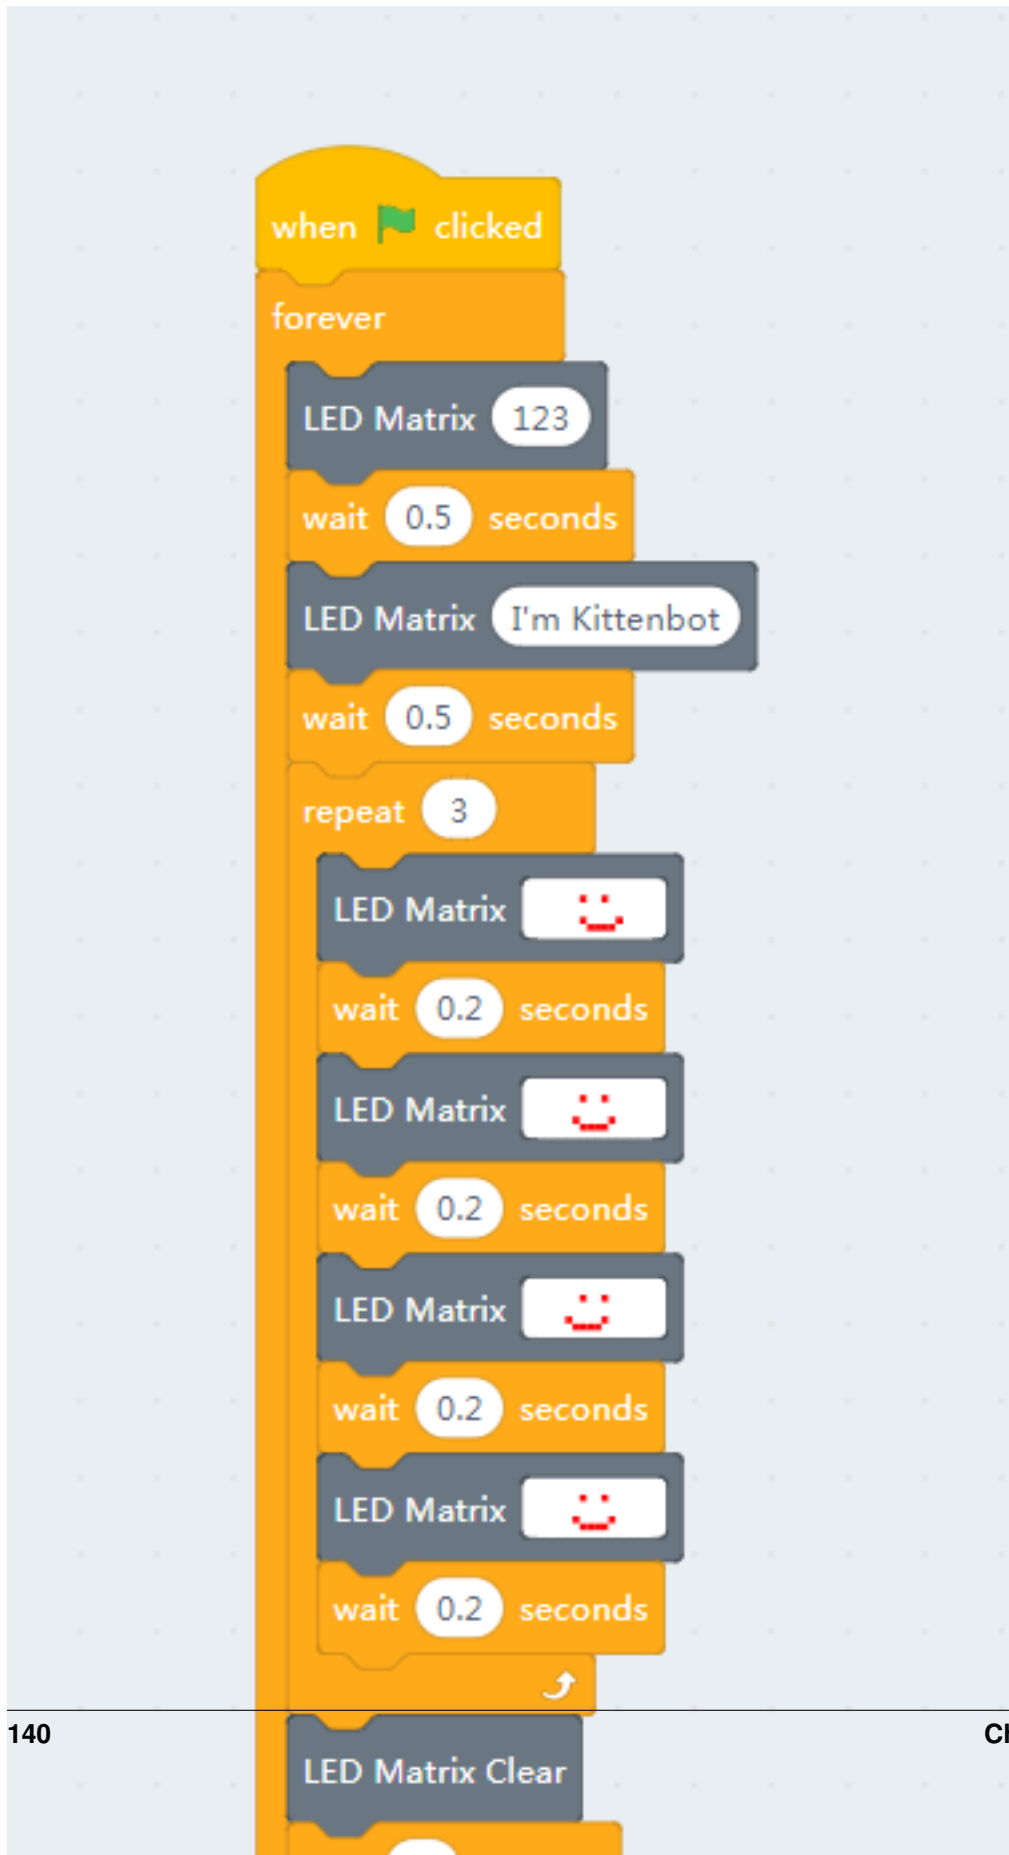 when clicked
forever
LED Matrix 123
wait 0.5 seconds
LED Matrix I'm Kittenbot
wait 0.5 seconds
repeat 3
LED Matrix
wait 0.2 seconds
LED Matrix
wait 0.2 seconds
LED Matrix
wait 0.2 seconds
LED Matrix
wait 0.2 seconds
140
LED Matrix Clear